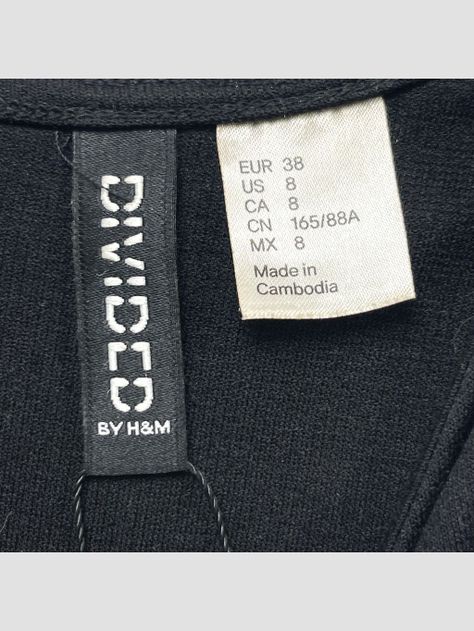 DIVIDED
BY H&M
EUR 38
US 8
CA 8
CN 165/88A
MX 8
Made in
Cambodia